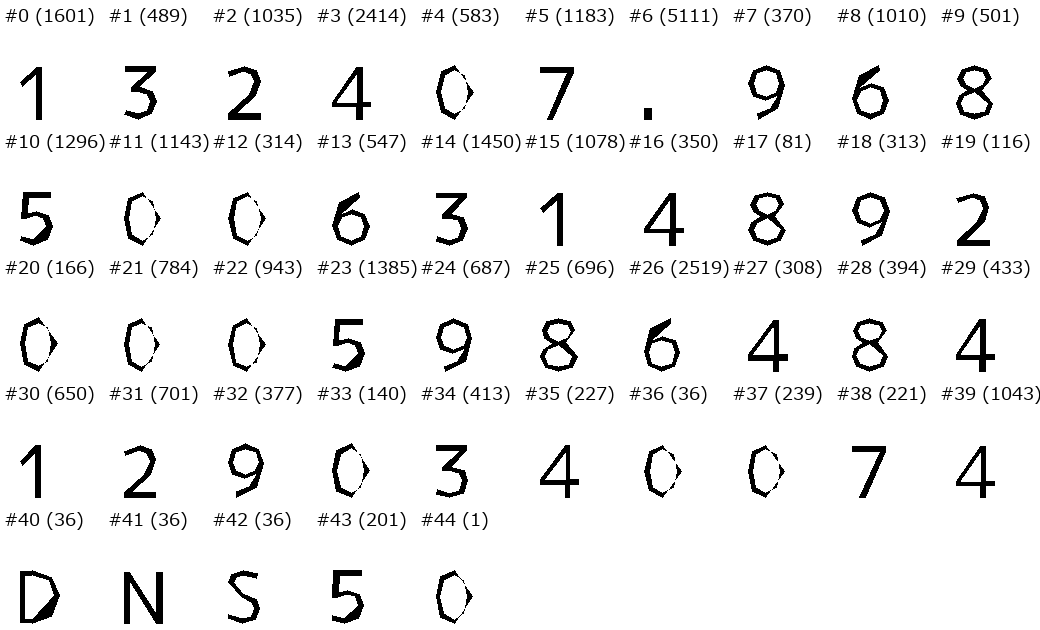 #0 (1601) #1 (489) #2 (1035) #3 (2414) #4 (583) #5 (1183) #6 (5111) #7 (370) #8 (1010) #9 (501)
1 3 2 4 0 7 . 9 6 8
#10 (1296) #11 (1143) #12 (314) #13 (547) #14 (1450) #15 (1078) #16 (350) #17 (81) #18 (313) #19 (116)
5 0 0 6 3 1 4 8 9 2
#20 (166) #21 (784) #22 (943) #23 (1385) #24 (687) #25 (696) #26 (2519) #27 (308) #28 (394) #29 (433)
0 0 0 5 9 8 6 4 8 4
#30 (650) #31 (701) #32 (377) #33 (140) #34 (413) #35 (227) #36 (36) #37 (239) #38 (221) #39 (1043)
1 2 9 0 3 4 0 0 7 4
#40 (36) #41 (36) #42 (36) #43 (201) #44 (1)
D N S 5 0